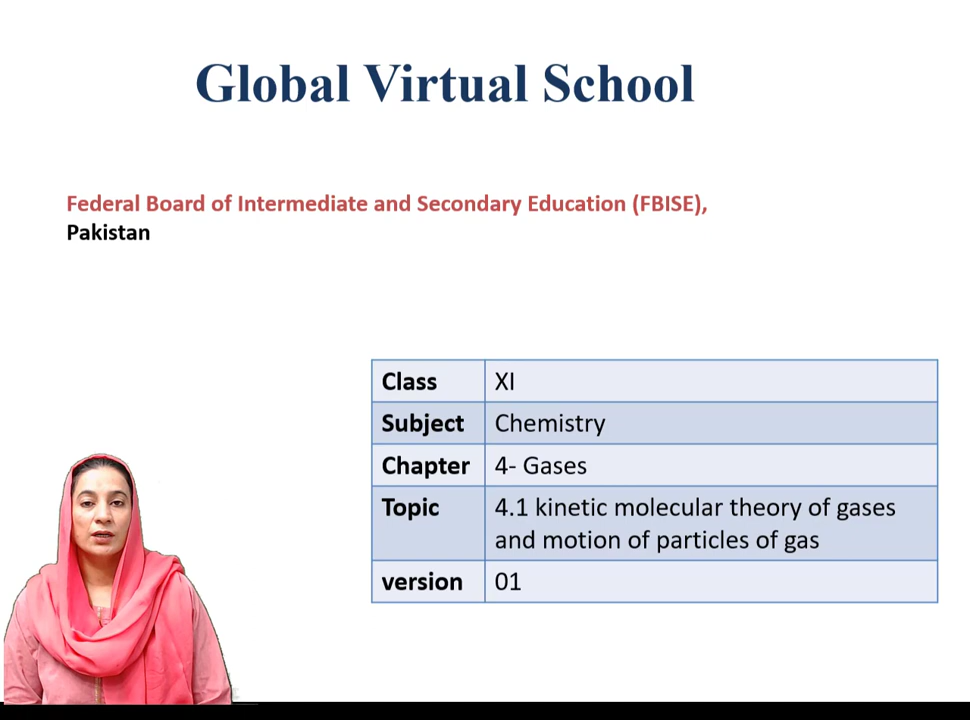 Global Virtual School
Federal Board of Intermediate and Secondary Education (FBISE),
Pakistan
Class XI
Subject Chemistry
Chapter 4- Gases
Topic 4.1 kinetic molecular theory of gases
and motion of particles of gas
version 01